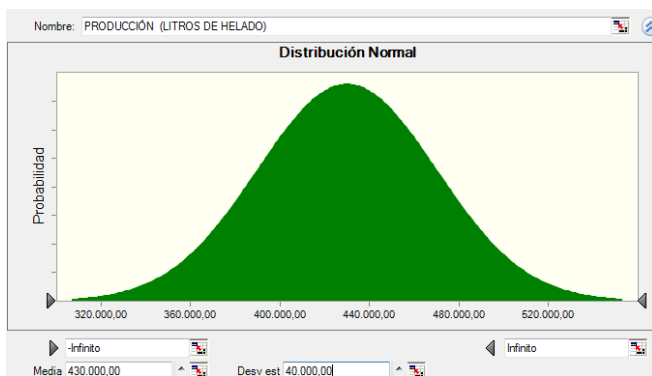 Nombre: PRODUCCIÓN (LITROS DE HELADO)
Distribución Normal
Probabilidad
320.000,00 360.000,00 400.000,00 440.000,00 480.000,00 520.000,00
-Infinito Infinito
Media 430.000,00 Desv est 40.000,00